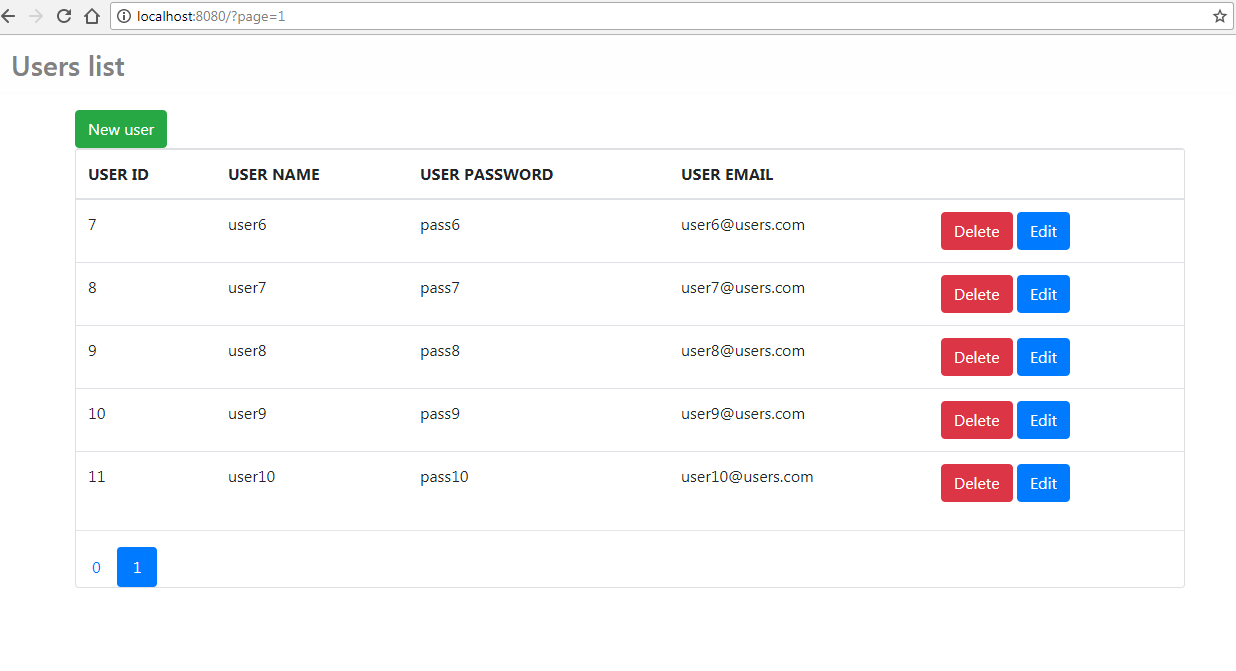 localhost:8080/?page=1
Users list
New user
USER ID USER NAME USER PASSWORD USER EMAIL
7 user6 pass6 user6@users.com Delete Edit
8 user7 pass7 user7@users.com Delete Edit
9 user8 pass8 user8@users.com Delete Edit
10 user9 pass9 user9@users.com Delete Edit
11 user10 pass10 user10@users.com Delete Edit
0 1